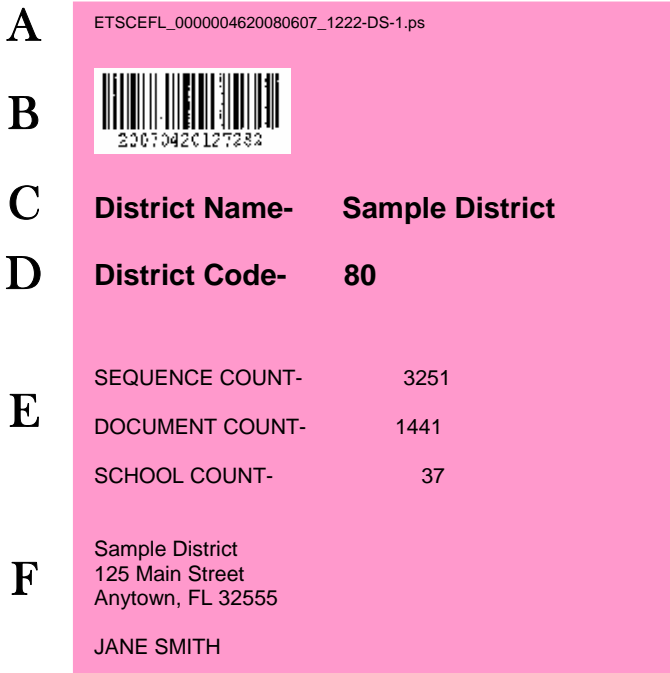 A ETSCEFL_0000004620080607_1222-DS-1.ps
B
20070420127282
C District Name- Sample District
D District Code- 80
SEQUENCE COUNT- 3251
E
DOCUMENT COUNT- 1441
SCHOOL COUNT- 37
Sample District
F 125 Main Street
Anytown, FL 32555
JANE SMITH